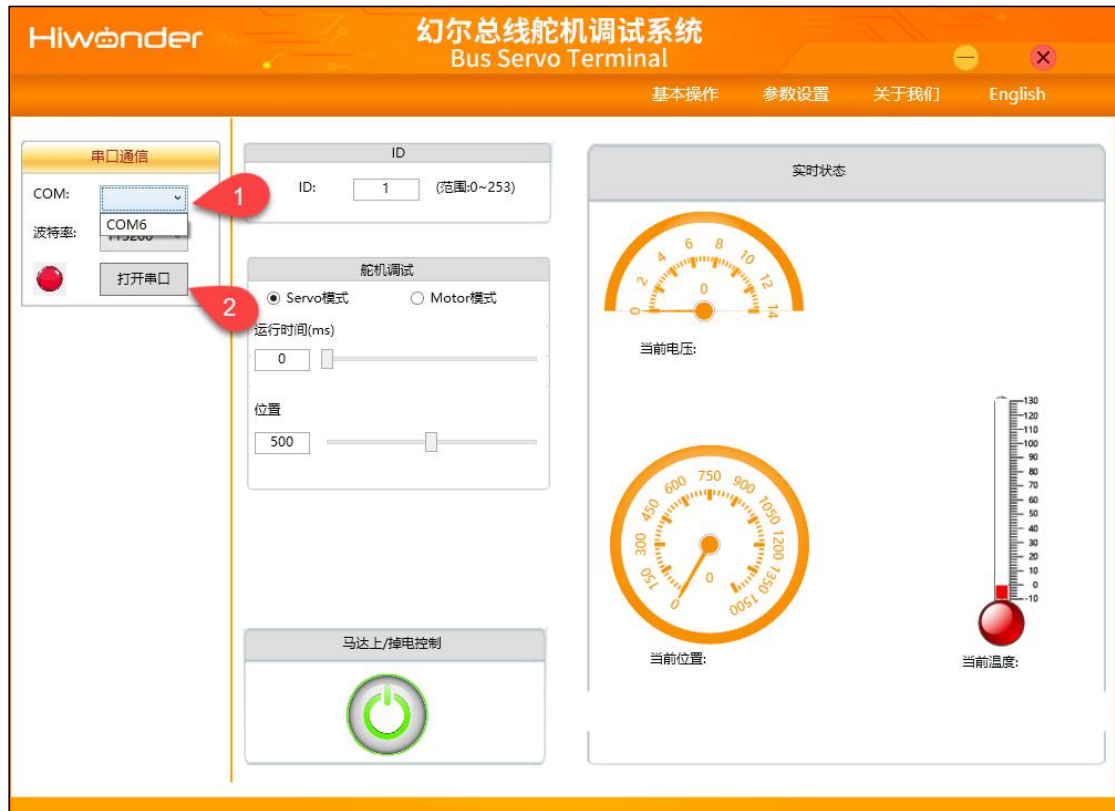 Hiwonder
幻尔总线舵机调试系统
Bus Servo Terminal
基本操作 参数设置 关于我们 English
串口通信
COM:
COM6
波特率:
打开串口
1
2
ID
ID: 1 (范围:0~253)
舵机调试
Servo模式 Motor模式
运行时间(ms)
0
位置
500
马达上/掉电控制
实时状态
0 2 4 6 8 10 12 14
0
当前电压:
0 150 300 450 600 750 900 1050 1200 1350 1500
0
当前位置:
130
120
110
100
90
80
70
60
50
40
30
20
10
0
-10
当前温度: